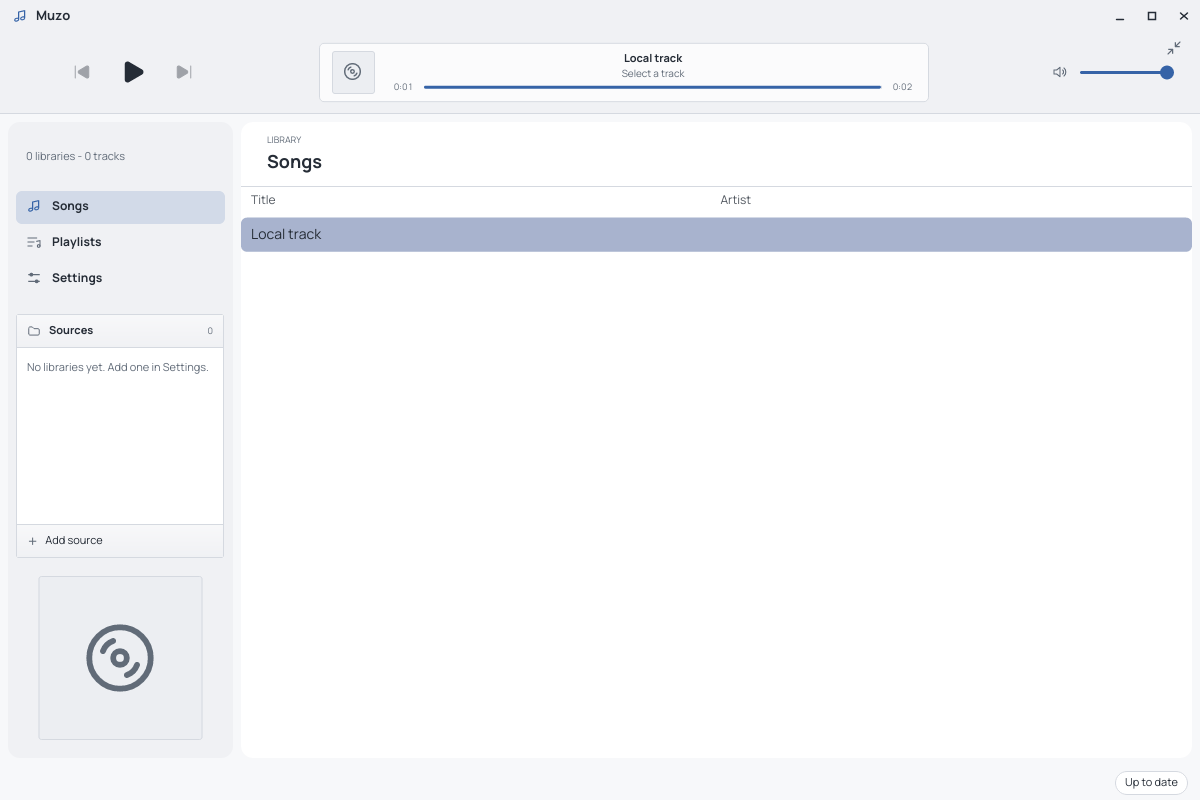 Muzo
Local track
Select a track
0:01
0:02
0 libraries - 0 tracks
Songs
Playlists
Settings
Sources
0
No libraries yet. Add one in Settings.
Add source
LIBRARY
Songs
Title
Artist
Local track
Up to date